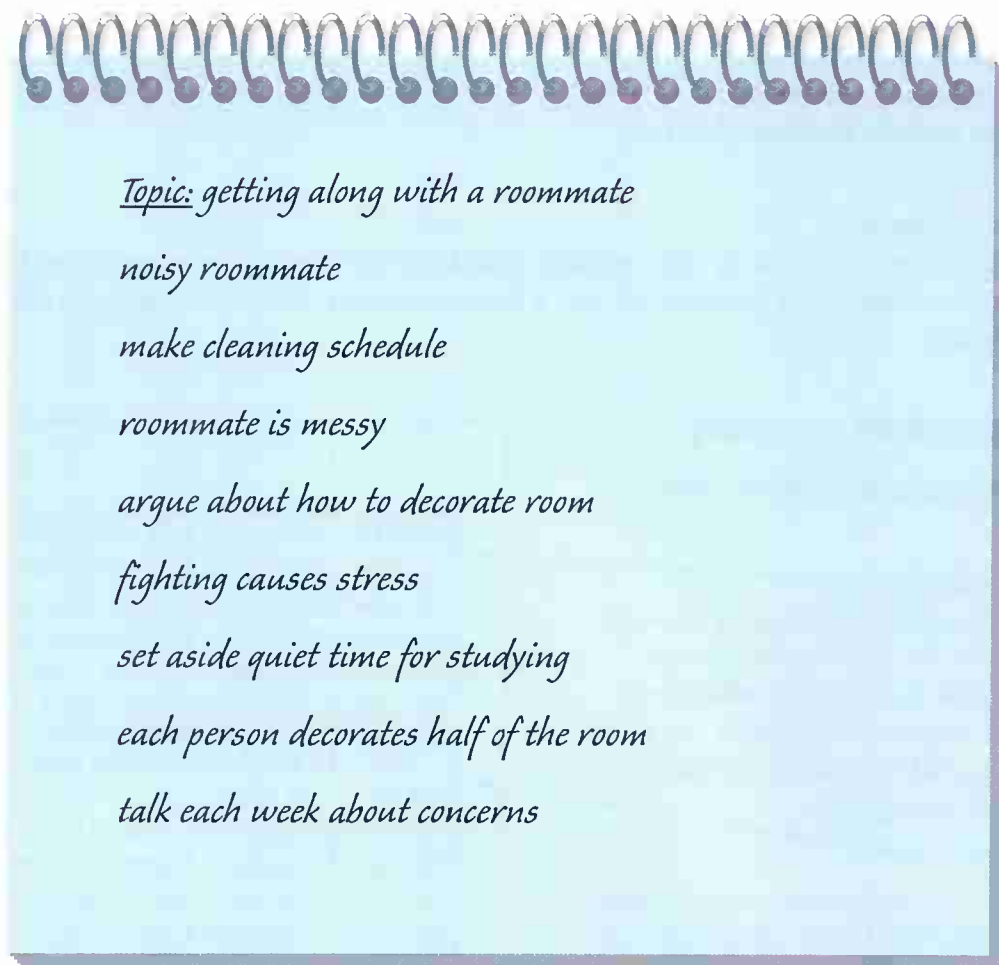 Topic: getting along with a roommate
noisy roommate
make cleaning schedule
roommate is messy
argue about how to decorate room
fighting causes stress
set aside quiet time for studying
each person decorates half of the room
talk each week about concerns